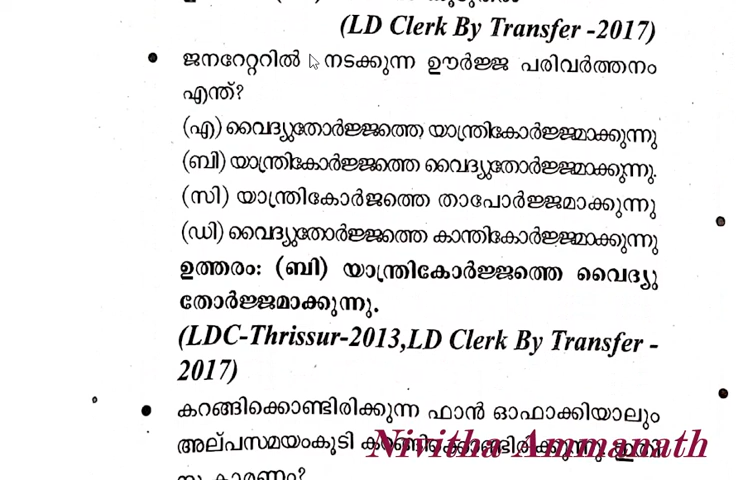 (LD Clerk By Transfer -2017)
• ജനറേറ്ററിൽ നടക്കുന്ന ഊർജ്ജ പരിവർത്തനം
എന്ത്?
(എ) വൈദ്യുതോർജ്ജത്തെ യാന്ത്രികോർജ്ജമാക്കുന്നു
(ബി) യാന്ത്രികോർജ്ജത്തെ വൈദ്യുതോർജ്ജമാക്കുന്നു.
(സി) യാന്ത്രികോർജത്തെ താപോർജ്ജമാക്കുന്നു
(ഡി) വൈദ്യുതോർജ്ജത്തെ കാന്തികോർജ്ജമാക്കുന്നു
ഉത്തരം: (ബി) യാന്ത്രികോർജ്ജത്തെ വൈദ്യു
തോർജ്ജമാക്കുന്നു.
(LDC-Thrissur-2013,LD Clerk By Transfer -
2017)
• കറങ്ങിക്കൊണ്ടിരിക്കുന്ന ഫാൻ ഓഫാക്കിയാലും
അല്പസമയംകൂടി കറങ്ങിക്കൊണ്ടിരിക്കുന്നു
Nivitha Ammanath
കാരണം?